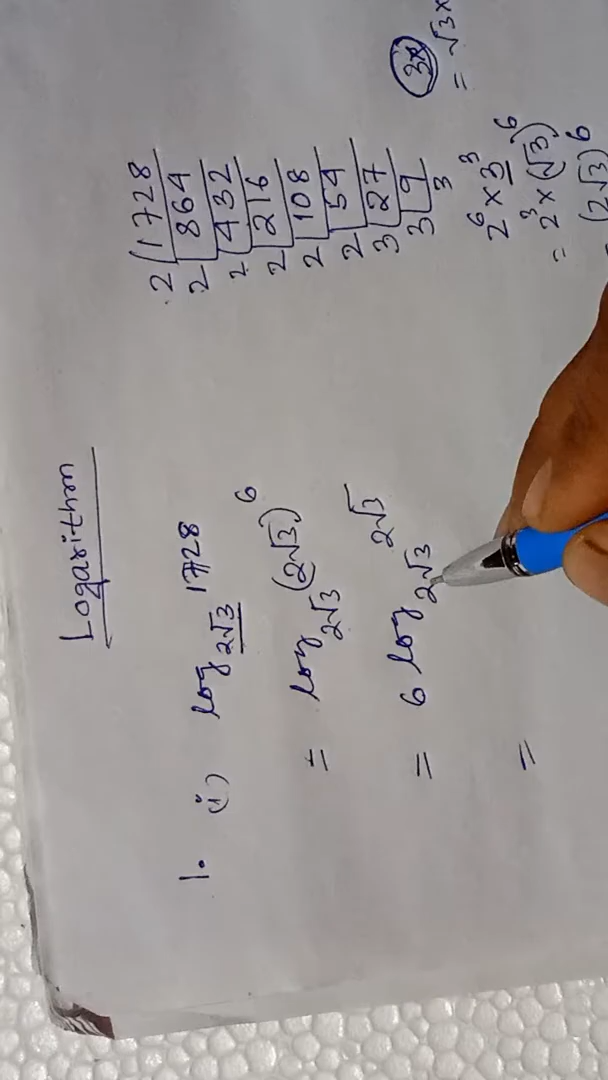 Logarithm
1. (i) log_{2√3} 1728
= log_{2√3} (2√3)^6
= 6 log_{2√3} 2√3
=
2 | 1728
2 | 864
2 | 432
2 | 216
2 | 108
2 | 54
3 | 27
3 | 9
3
2^6 × 3^3
= 2^3 × (√3)^6
= (2√3)^6
3×
= √3×